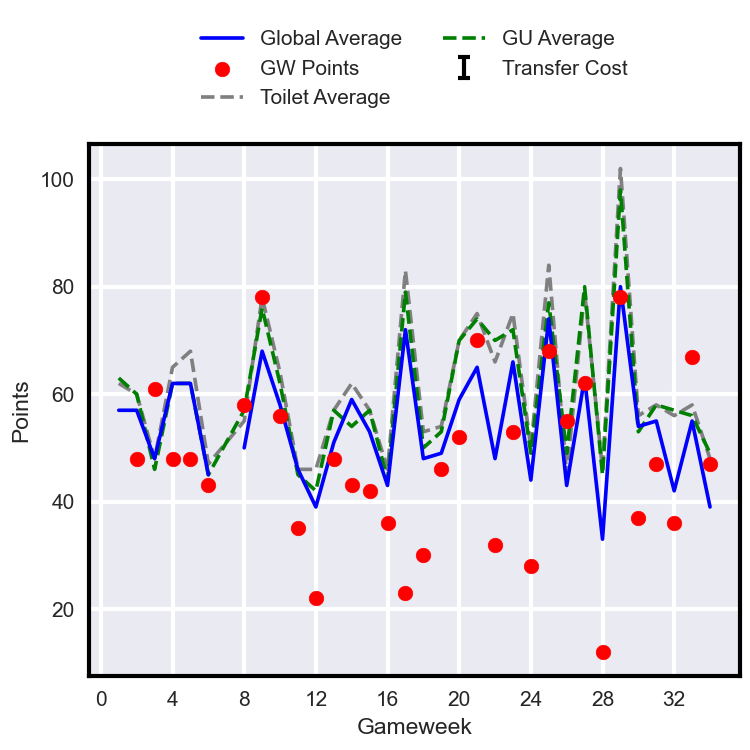 Global Average
GW Points
Toilet Average
GU Average
Transfer Cost
Points
100
80
60
40
20
0 4 8 12 16 20 24 28 32
Gameweek